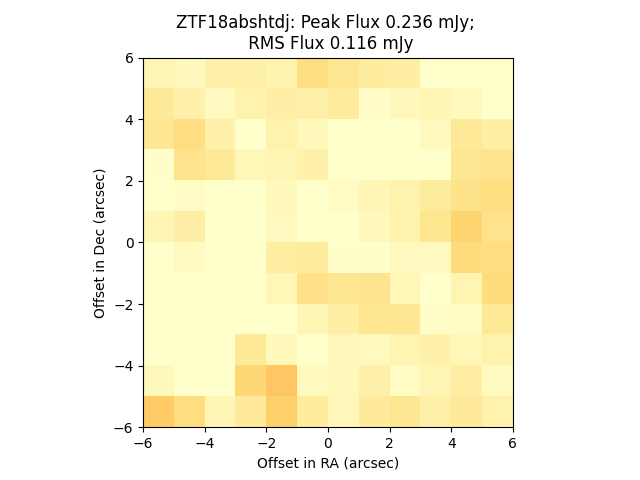 ZTF18abshtdj: Peak Flux 0.236 mJy;
RMS Flux 0.116 mJy
6
4
2
0
−2
−4
−6
Offset in Dec (arcsec)
−6 −4 −2 0 2 4 6
Offset in RA (arcsec)